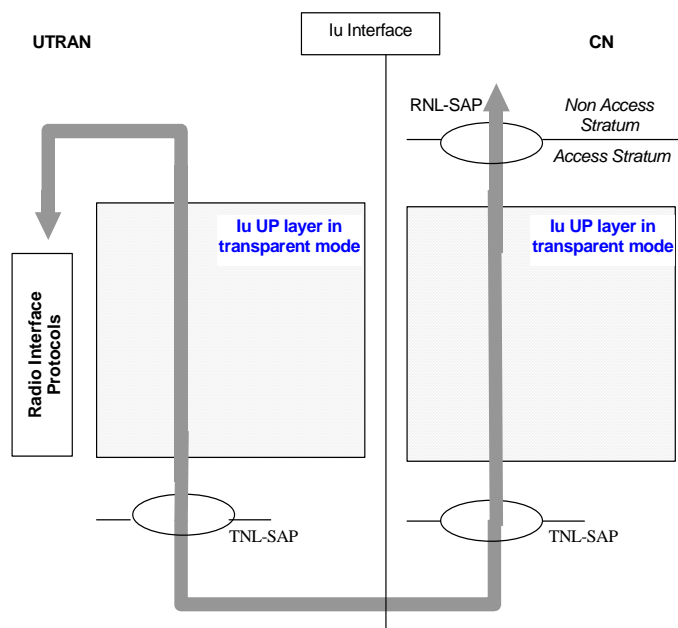 Iu Interface
UTRAN
CN
RNL-SAP
Non Access
Stratum
Access Stratum
Iu UP layer in
transparent mode
Iu UP layer in
transparent mode
Radio Interface
Protocols
TNL-SAP
TNL-SAP